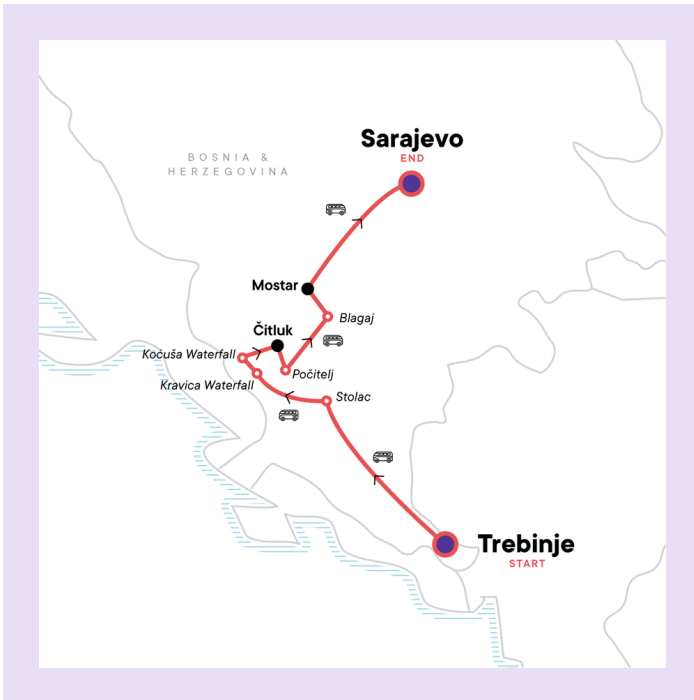 Sarajevo
END
BOSNIA &
HERZEGOVINA
Mostar
Blagaj
Čitluk
Kočuša Waterfall
Počitelj
Kravica Waterfall
Stolac
Trebinje
START